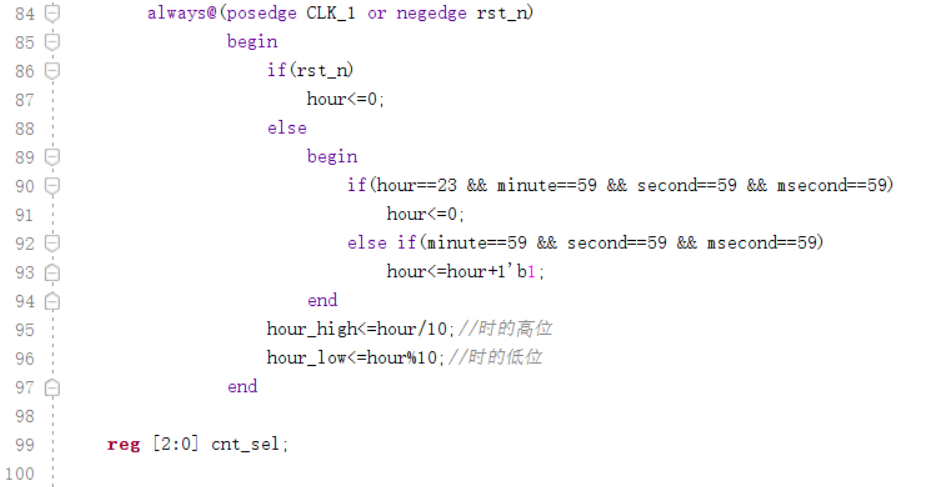 84 always@(posedge CLK_1 or negedge rst_n)
85 begin
86 if(rst_n)
87 hour<=0;
88 else
89 begin
90 if(hour==23 && minute==59 && second==59 && msecond==59)
91 hour<=0;
92 else if(minute==59 && second==59 && msecond==59)
93 hour<=hour+1'b1;
94 end
95 hour_high<=hour/10;//时的高位
96 hour_low<=hour%10;//时的低位
97 end
98
99 reg [2:0] cnt_sel;
100